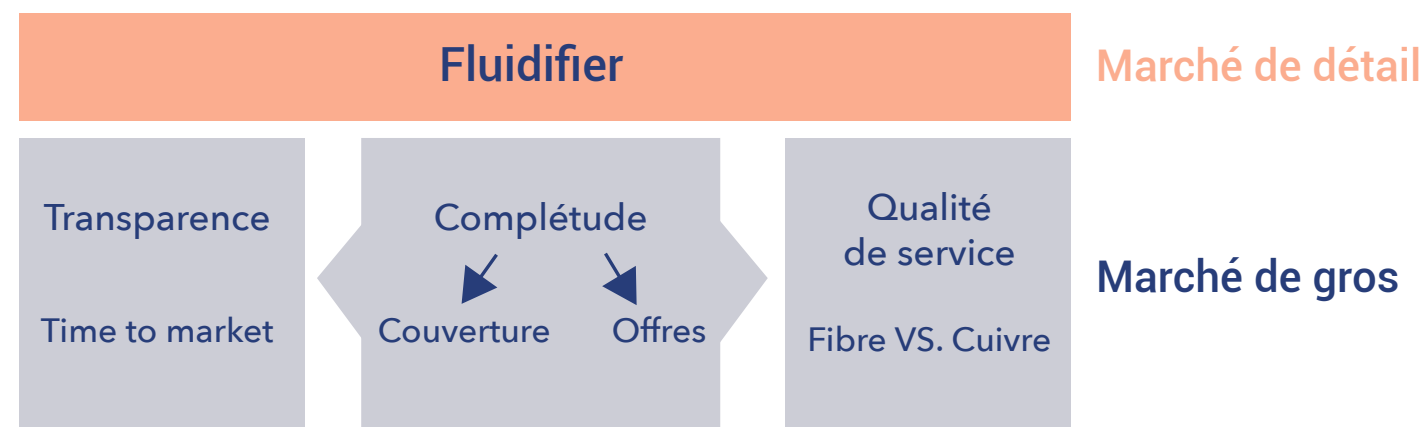 Fluidifier
Marché de détail
Transparence
Time to market
Complétude
Couverture
Offres
Qualité
de service
Fibre VS. Cuivre
Marché de gros